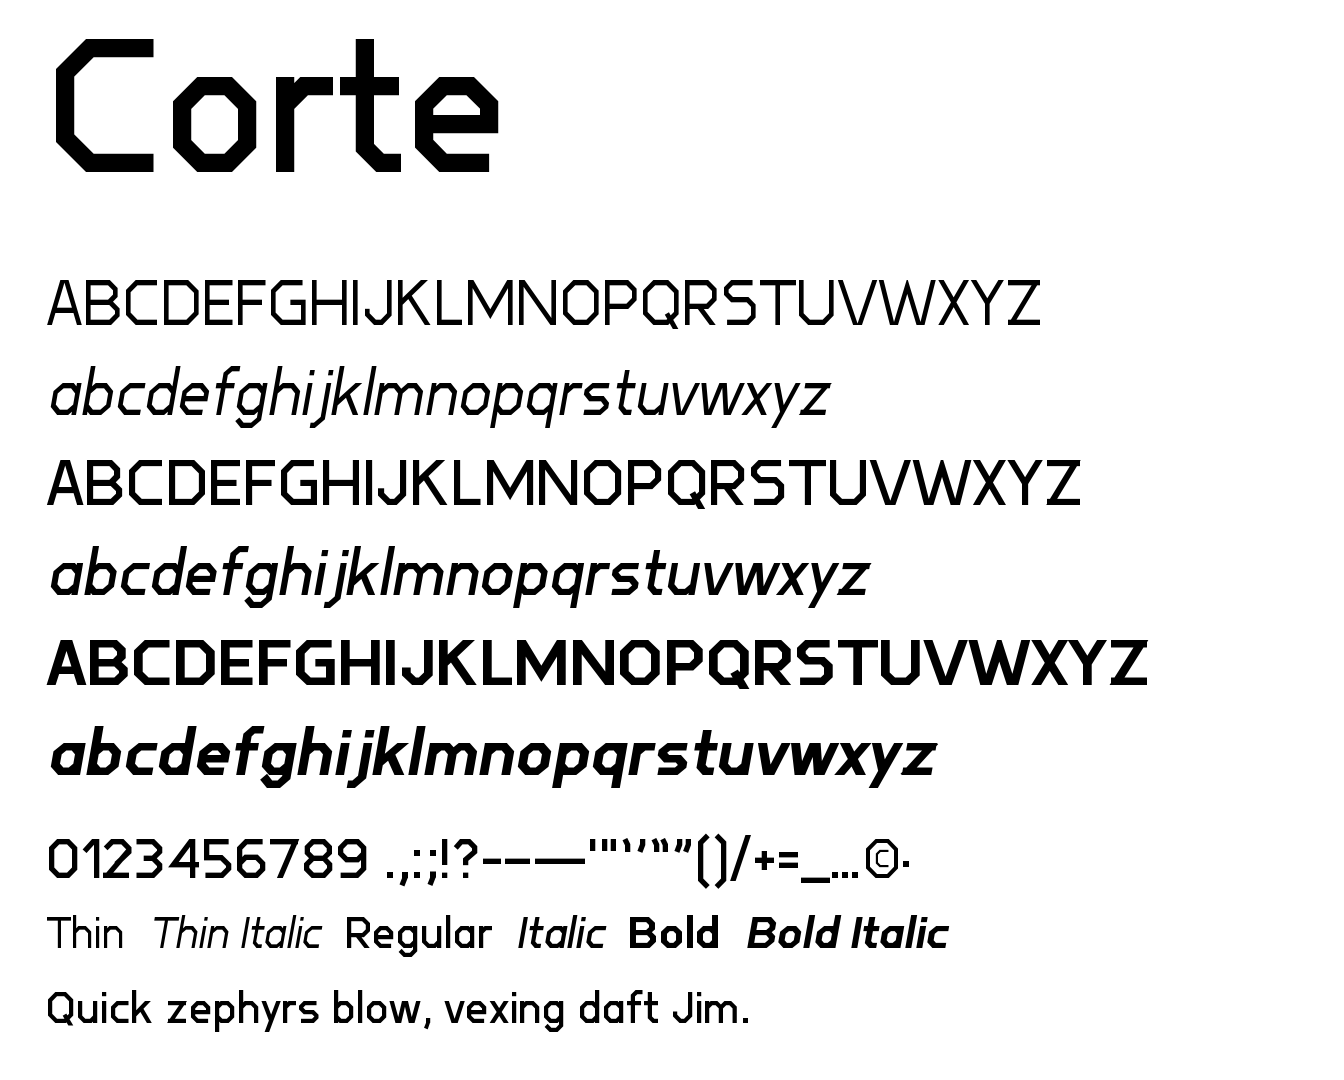 Corte
ABCDEFGHIJKLMNOPQRSTUVWXYZ
abcdefghijklmnopqrstuvwxyz
ABCDEFGHIJKLMNOPQRSTUVWXYZ
abcdefghijklmnopqrstuvwxyz
ABCDEFGHIJKLMNOPQRSTUVWXYZ
abcdefghijklmnopqrstuvwxyz
0123456789 .,:;!?-–—'"‘’“”()/+=_…©·
Thin Thin Italic Regular Italic Bold Bold Italic
Quick zephyrs blow, vexing daft Jim.